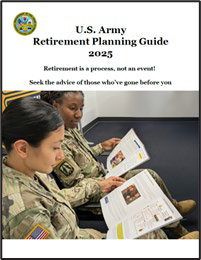 U.S. Army
Retirement Planning Guide
2025
Retirement is a process, not an event!
Seek the advice of those who've gone before you